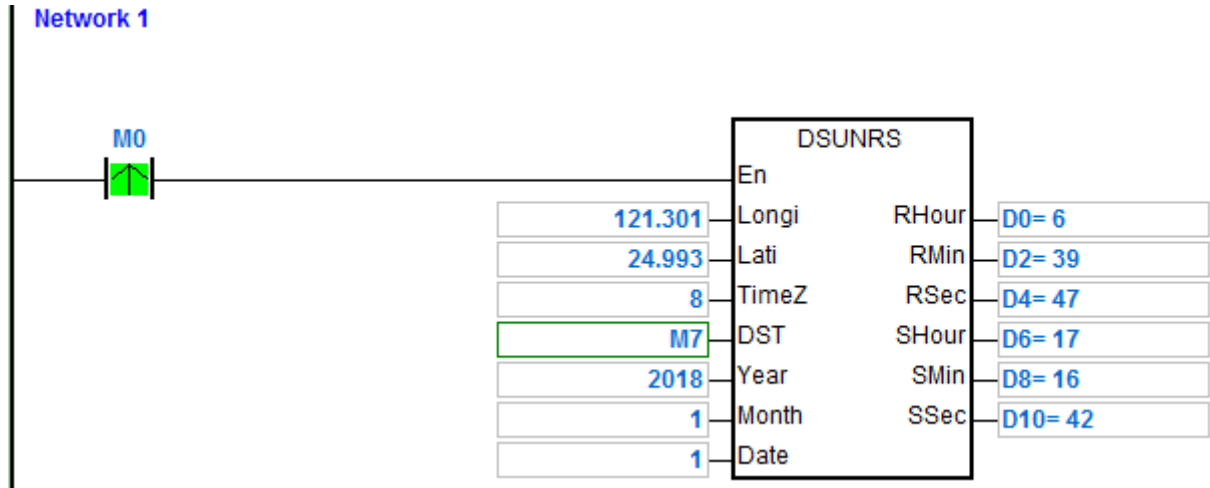 Network 1
M0
DSUNRS
En
121.301 Longi RHour D0= 6
24.993 Lati RMin D2= 39
8 TimeZ RSec D4= 47
M7 DST SHour D6= 17
2018 Year SMin D8= 16
1 Month SSec D10= 42
1 Date